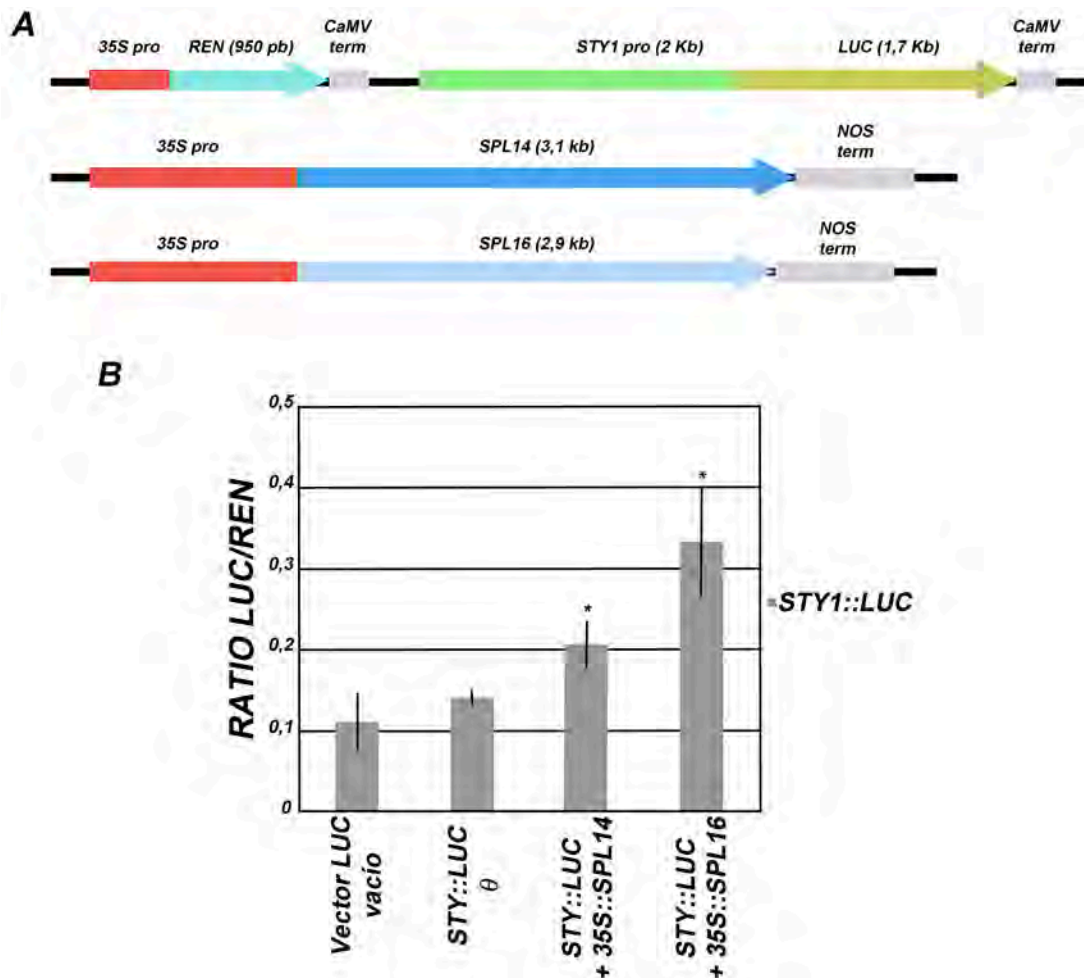 A
35S pro
REN (950 pb)
CaMV
term
STY1 pro (2 Kb)
LUC (1,7 Kb)
CaMV
term
35S pro
SPL14 (3,1 kb)
NOS
term
35S pro
SPL16 (2,9 kb)
NOS
term
B
RATIO LUC/REN
0,5
0,4
0,3
0,2
0,1
0
*
*
STY1::LUC
Vector LUC
vacio
STY::LUC
θ
STY::LUC
+ 35S::SPL14
STY::LUC
+ 35S::SPL16